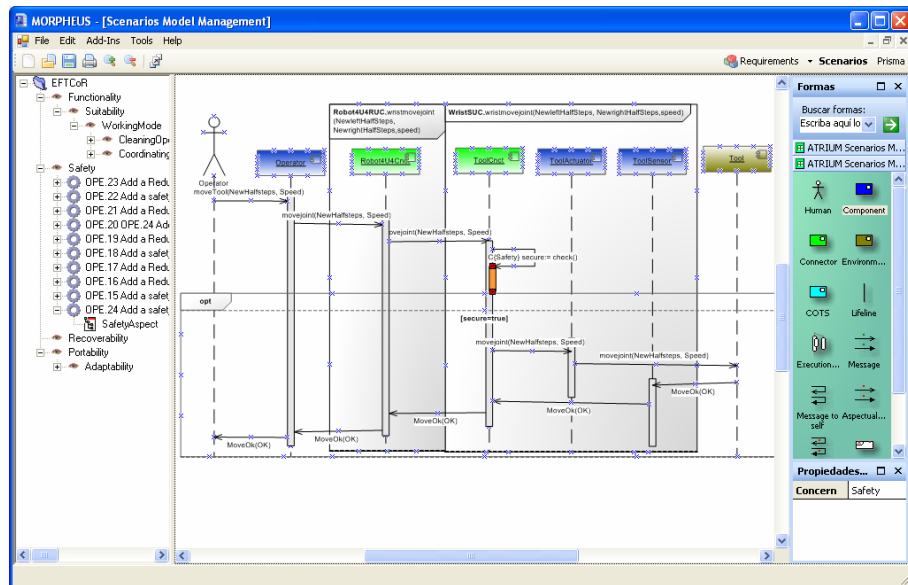 MORPHEUS - [Scenarios Model Management]
File Edit Add-Ins Tools Help
Requirements Scenarios Prisma
EFTCoR
Functionality
Suitability
WorkingMode
CleaningOp
Coordinating
Safety
OPE.23 Add a Redu
OPE.22 Add a safet
OPE.21 Add a Redu
OPE.20 OPE.24 Ad
OPE.19 Add a Redu
OPE.18 Add a safet
OPE.17 Add a Redu
OPE.16 Add a Redu
OPE.15 Add a safet
OPE.24 Add a safet
SafetyAspect
Recoverability
Portability
Adaptability
Robot4U4RUC.wristmovejoint
(NewleftHalfSteps,
NewrightHalfSteps,speed)
WristSUC.wristmovejoint(NewleftHalfSteps, NewrightHalfSteps,speed)
Operator
Robot4U4Cnct
ToolCnct
ToolActuator
ToolSensor
Tool
Operator
moveTool(NewHalfsteps, Speed)
movejoint(NewHalfSteps, Speed)
ovejoint(NewHalfSteps, Speed)
C{Safety} secure:= check()
opt
[secure=true]
movejoint(NewHalfSteps, Speed)
movejoint(NewHalfSteps, Speed)
MoveOk(OK)
MoveOk(OK)
MoveOk(OK)
MoveOk(OK)
MoveOk(OK)
Formas
Buscar formas:
Escriba aquí lo
ATRIUM Scenarios M...
ATRIUM Scenarios M...
Human Component
Connector Environm...
COTS Lifeline
Execution... Message
Message to self
Aspectual...
Propiedades...
Concern Safety